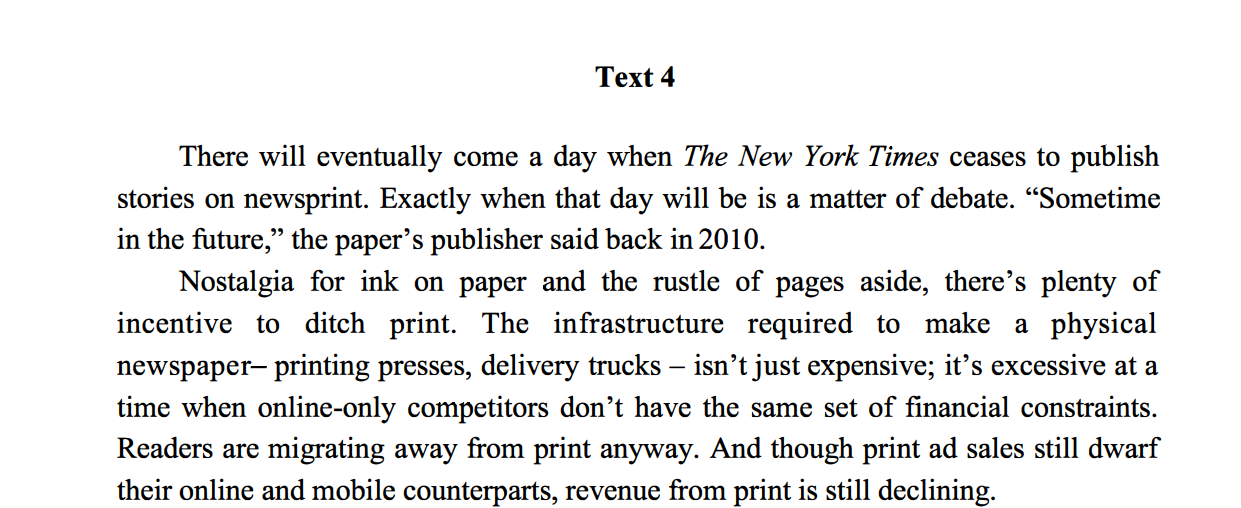 Text 4
There will eventually come a day when The New York Times ceases to publish
stories on newsprint. Exactly when that day will be is a matter of debate. “Sometime
in the future,” the paper’s publisher said back in 2010.
Nostalgia for ink on paper and the rustle of pages aside, there’s plenty of
incentive to ditch print. The infrastructure required to make a physical
newspaper– printing presses, delivery trucks – isn’t just expensive; it’s excessive at a
time when online-only competitors don’t have the same set of financial constraints.
Readers are migrating away from print anyway. And though print ad sales still dwarf
their online and mobile counterparts, revenue from print is still declining.